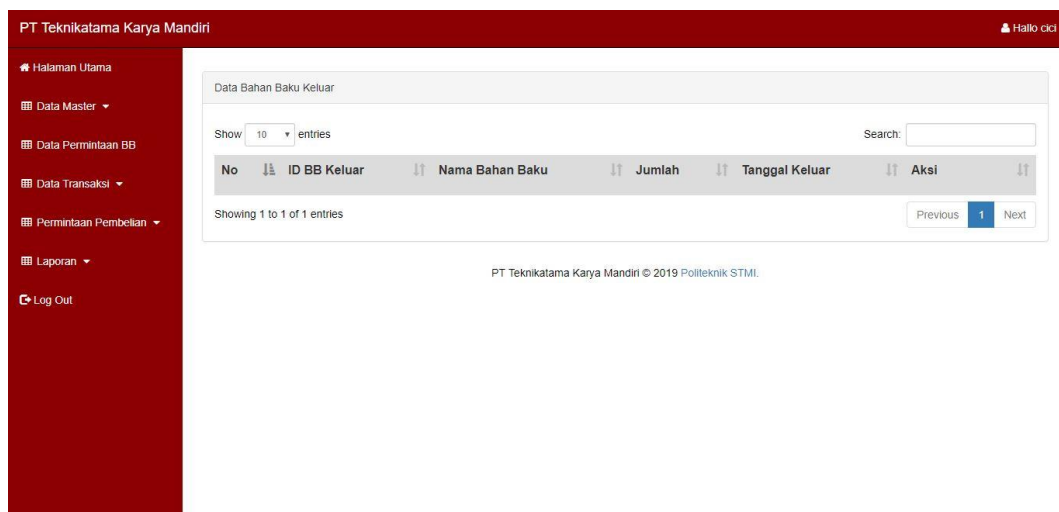 PT Teknikatama Karya Mandiri
Hallo cici
Halaman Utama
Data Master
Data Permintaan BB
Data Transaksi
Permintaan Pembelian
Laporan
Log Out
Data Bahan Baku Keluar
Show 10 entries
Search:
No ID BB Keluar Nama Bahan Baku Jumlah Tanggal Keluar Aksi
Showing 1 to 1 of 1 entries
Previous 1 Next
PT Teknikatama Karya Mandiri © 2019 Politeknik STMI.